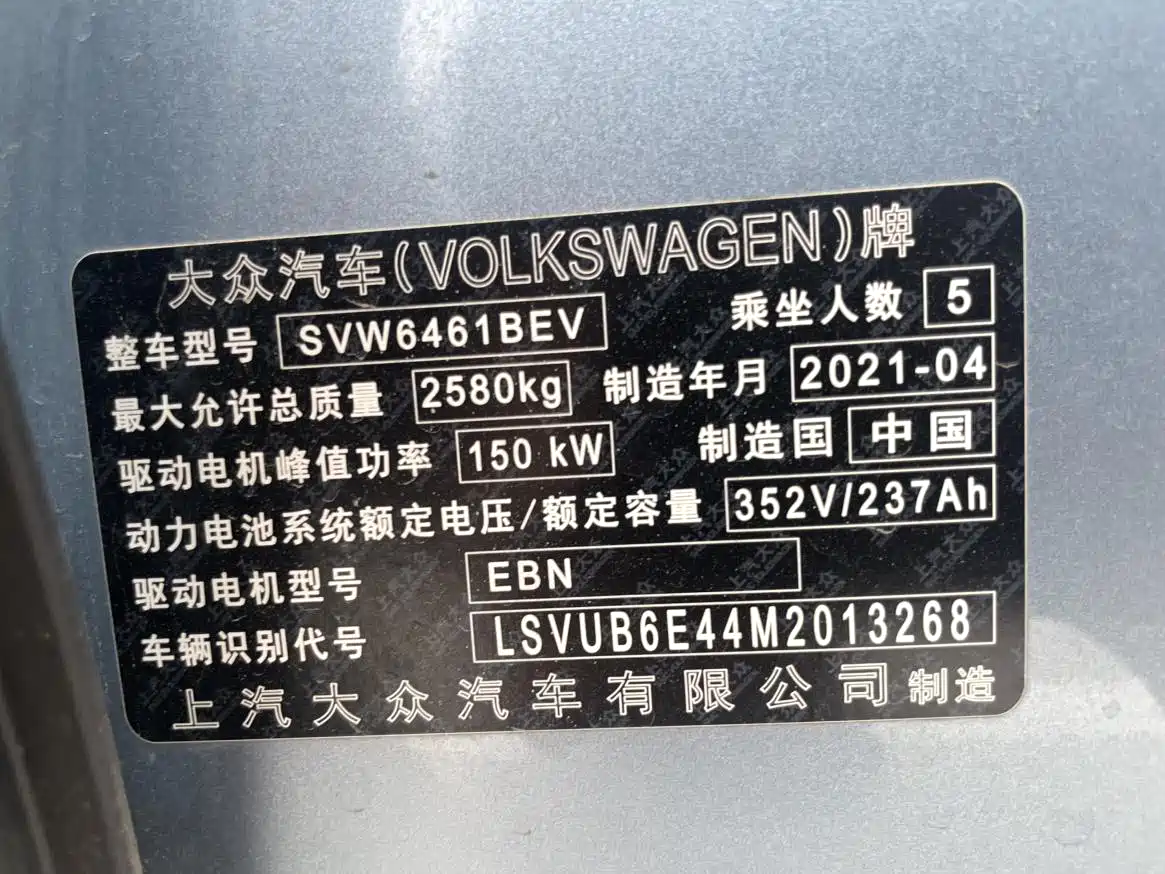 大众汽车(VOLKSWAGEN)牌
整车型号 SVW6461BEV 乘坐人数 5
最大允许总质量 2580kg 制造年月 2021-04
驱动电机峰值功率 150 kW 制造国 中国
动力电池系统额定电压/额定容量 352V/237Ah
驱动电机型号 EBN
车辆识别代号 LSVUB6E44M2013268
上汽大众汽车有限公司制造